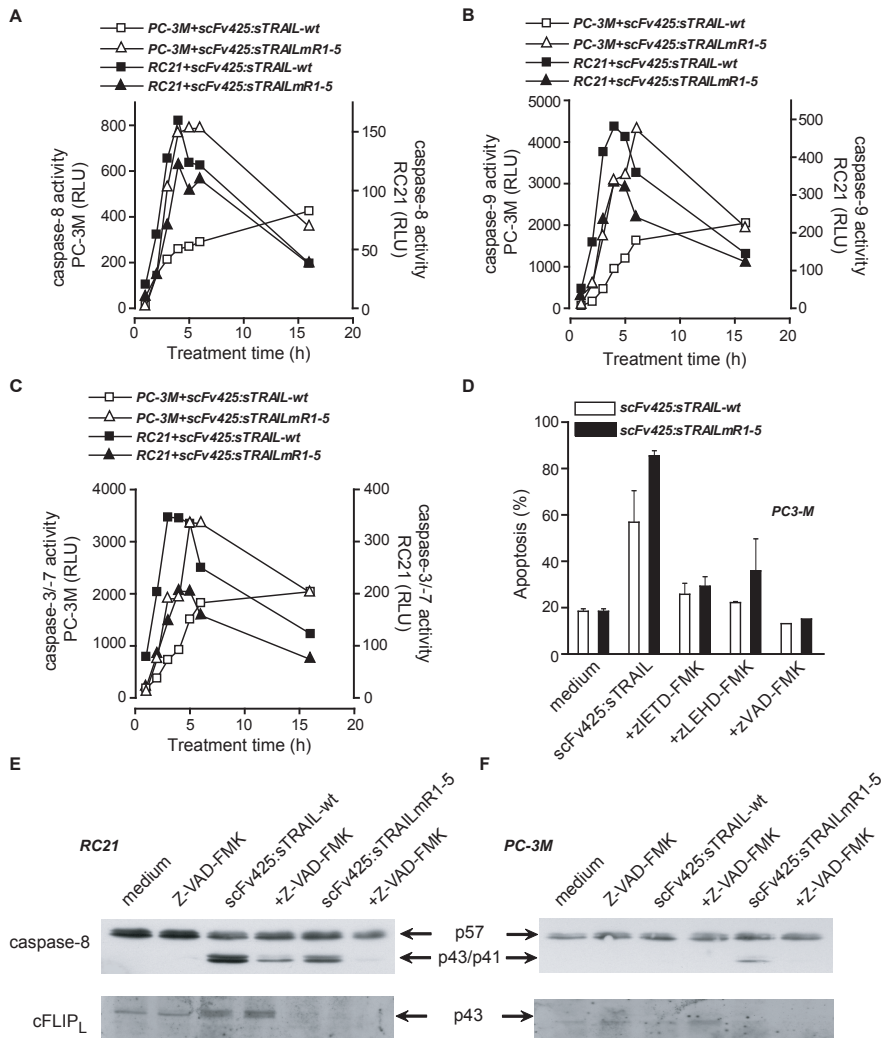 A
PC-3M+scFv425:sTRAIL-wt
PC-3M+scFv425:sTRAILmR1-5
RC21+scFv425:sTRAIL-wt
RC21+scFv425:sTRAILmR1-5
caspase-8 activity
PC-3M (RLU)
800
600
400
200
0
150
100
50
0
caspase-8 activity
RC21 (RLU)
0 5 10 15 20
Treatment time (h)
B
PC-3M+scFv425:sTRAIL-wt
PC-3M+scFv425:sTRAILmR1-5
RC21+scFv425:sTRAIL-wt
RC21+scFv425:sTRAILmR1-5
caspase-9 activity
PC-3M (RLU)
5000
4000
3000
2000
1000
0
500
400
300
200
100
0
caspase-9 activity
RC21 (RLU)
0 5 10 15 20
Treatment time (h)
C
PC-3M+scFv425:sTRAIL-wt
PC-3M+scFv425:sTRAILmR1-5
RC21+scFv425:sTRAIL-wt
RC21+scFv425:sTRAILmR1-5
caspase-3/-7 activity
PC-3M (RLU)
4000
3000
2000
1000
0
400
300
200
100
0
caspase-3/-7 activity
RC21 (RLU)
0 5 10 15 20
Treatment time (h)
D
scFv425:sTRAIL-wt
scFv425:sTRAILmR1-5
PC3-M
Apoptosis (%)
100
80
60
40
20
0
medium
scFv425:sTRAIL
+zIETD-FMK
+zLEHD-FMK
+zVAD-FMK
E
RC21
medium
Z-VAD-FMK
scFv425:sTRAIL-wt
+Z-VAD-FMK
scFv425:sTRAILmR1-5
+Z-VAD-FMK
F
PC-3M
medium
Z-VAD-FMK
scFv425:sTRAIL-wt
+Z-VAD-FMK
scFv425:sTRAILmR1-5
+Z-VAD-FMK
caspase-8
p57
p43/p41
cFLIPL
p43